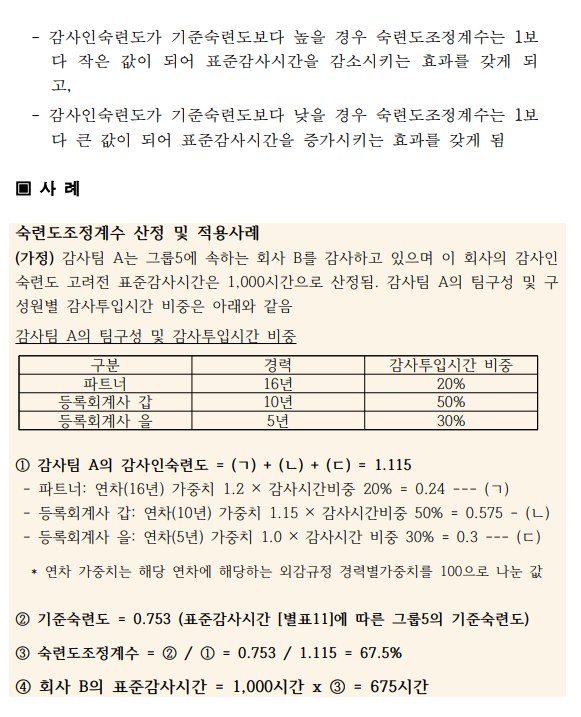 - 감사인숙련도가 기준숙련도보다 높을 경우 숙련도조정계수는 1보
다 작은 값이 되어 표준감사시간을 감소시키는 효과를 갖게 되
고,
- 감사인숙련도가 기준숙련도보다 낮을 경우 숙련도조정계수는 1보
다 큰 값이 되어 표준감사시간을 증가시키는 효과를 갖게 됨
▣ 사 례
숙련도조정계수 산정 및 적용사례
(가정) 감사팀 A는 그룹5에 속하는 회사 B를 감사하고 있으며 이 회사의 감사인
숙련도 고려전 표준감사시간은 1,000시간으로 산정됨. 감사팀 A의 팀구성 및 구
성원별 감사투입시간 비중은 아래와 같음
감사팀 A의 팀구성 및 감사투입시간 비중
구분 경력 감사투입시간 비중
파트너 16년 20%
등록회계사 갑 10년 50%
등록회계사 을 5년 30%
① 감사팀 A의 감사인숙련도 = (ㄱ) + (ㄴ) + (ㄷ) = 1.115
- 파트너: 연차(16년) 가중치 1.2 × 감사시간비중 20% = 0.24 --- (ㄱ)
- 등록회계사 갑: 연차(10년) 가중치 1.15 × 감사시간비중 50% = 0.575 - (ㄴ)
- 등록회계사 을: 연차(5년) 가중치 1.0 × 감사시간 비중 30% = 0.3 --- (ㄷ)
* 연차 가중치는 해당 연차에 해당하는 외감규정 경력별가중치를 100으로 나눈 값
② 기준숙련도 = 0.753 (표준감사시간 [별표11]에 따른 그룹5의 기준숙련도)
③ 숙련도조정계수 = ② / ① = 0.753 / 1.115 = 67.5%
④ 회사 B의 표준감사시간 = 1,000시간 x ③ = 675시간